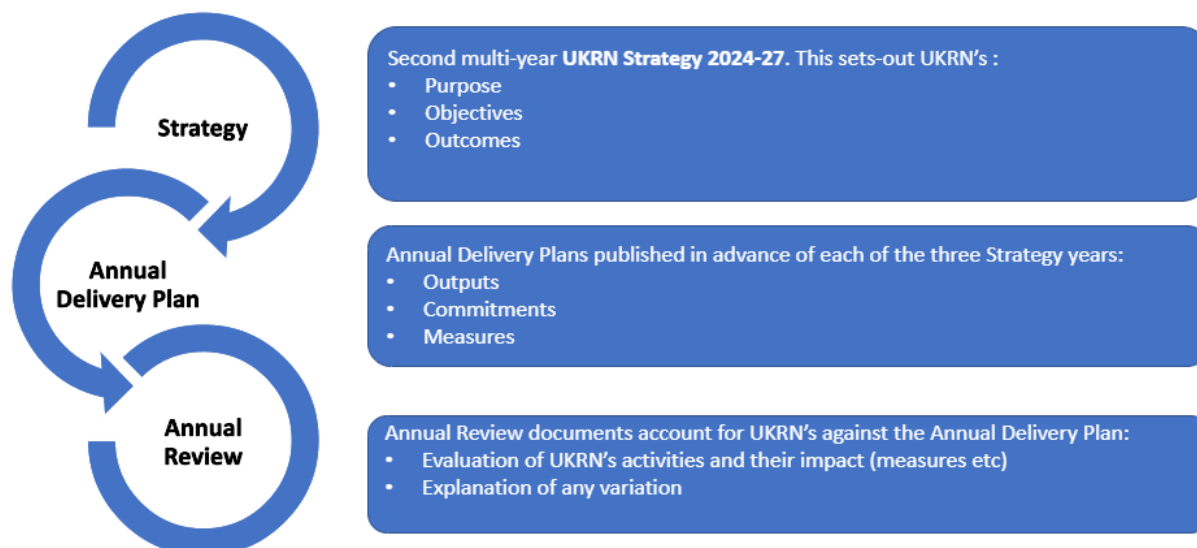 Strategy
Second multi-year UKRN Strategy 2024-27. This sets-out UKRN's :
• Purpose
• Objectives
• Outcomes
Annual
Delivery Plan
Annual Delivery Plans published in advance of each of the three Strategy years:
• Outputs
• Commitments
• Measures
Annual
Review
Annual Review documents account for UKRN's against the Annual Delivery Plan:
• Evaluation of UKRN's activities and their impact (measures etc)
• Explanation of any variation